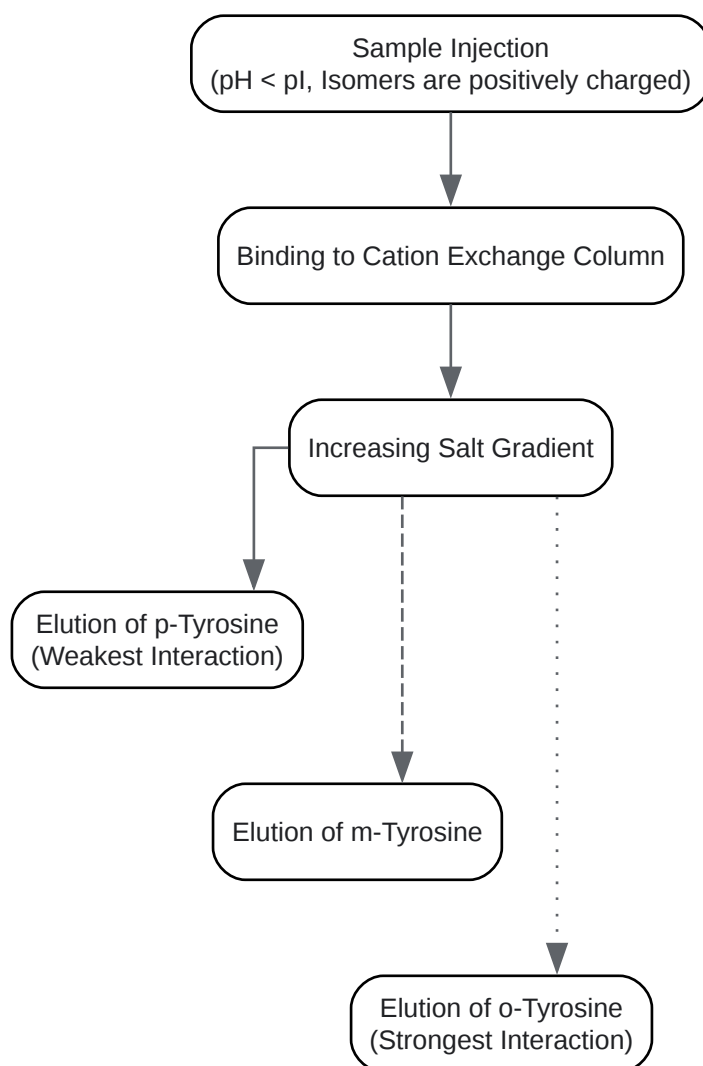 Sample Injection
(pH < pI, Isomers are positively charged)
Binding to Cation Exchange Column
Increasing Salt Gradient
Elution of p-Tyrosine
(Weakest Interaction)
Elution of m-Tyrosine
Elution of o-Tyrosine
(Strongest Interaction)